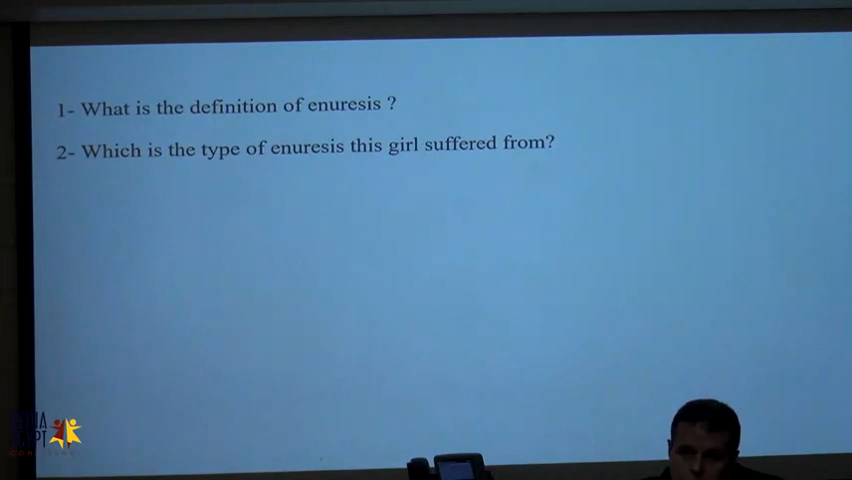 1- What is the definition of enuresis ?
2- Which is the type of enuresis this girl suffered from?